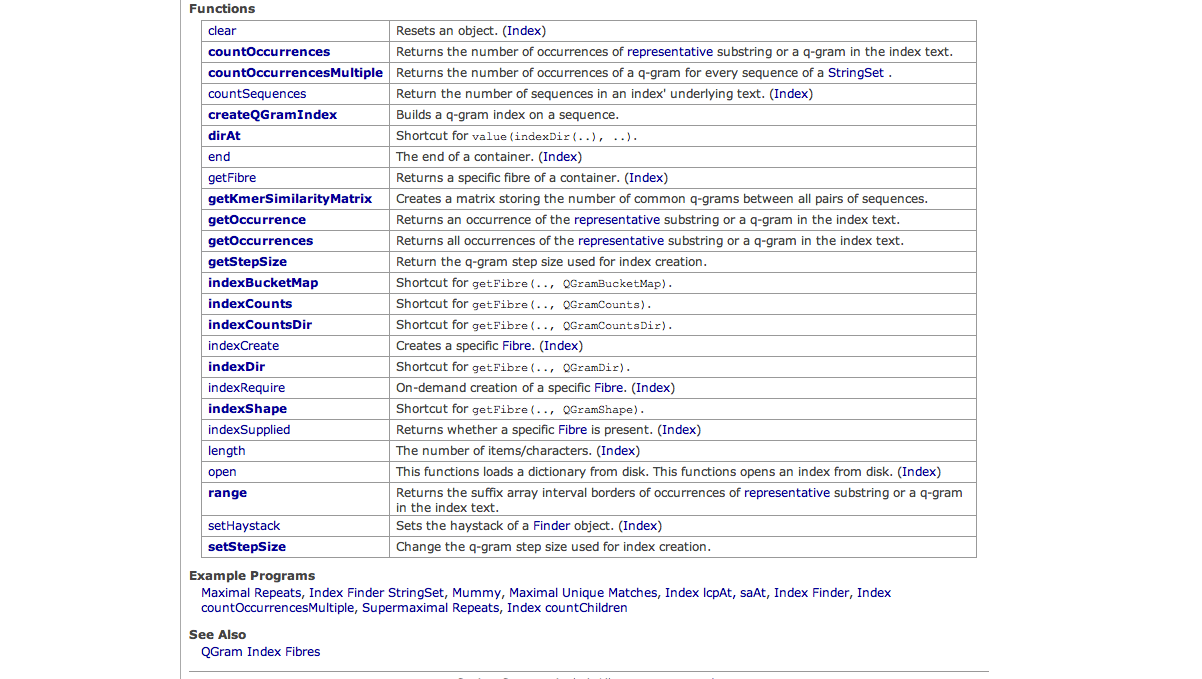 Functions
clear Resets an object. (Index)
countOccurrences Returns the number of occurrences of representative substring or a q-gram in the index text.
countOccurrencesMultiple Returns the number of occurrences of a q-gram for every sequence of a StringSet .
countSequences Return the number of sequences in an index' underlying text. (Index)
createQGramIndex Builds a q-gram index on a sequence.
dirAt Shortcut for value(indexDir(..), ..).
end The end of a container. (Index)
getFibre Returns a specific fibre of a container. (Index)
getKmerSimilarityMatrix Creates a matrix storing the number of common q-grams between all pairs of sequences.
getOccurrence Returns an occurrence of the representative substring or a q-gram in the index text.
getOccurrences Returns all occurrences of the representative substring or a q-gram in the index text.
getStepSize Return the q-gram step size used for index creation.
indexBucketMap Shortcut for getFibre(.., QGramBucketMap).
indexCounts Shortcut for getFibre(.., QGramCounts).
indexCountsDir Shortcut for getFibre(.., QGramCountsDir).
indexCreate Creates a specific Fibre. (Index)
indexDir Shortcut for getFibre(.., QGramDir).
indexRequire On-demand creation of a specific Fibre. (Index)
indexShape Shortcut for getFibre(.., QGramShape).
indexSupplied Returns whether a specific Fibre is present. (Index)
length The number of items/characters. (Index)
open This functions loads a dictionary from disk. This functions opens an index from disk. (Index)
range Returns the suffix array interval borders of occurrences of representative substring or a q-gram
in the index text.
setHaystack Sets the haystack of a Finder object. (Index)
setStepSize Change the q-gram step size used for index creation.
Example Programs
Maximal Repeats, Index Finder StringSet, Mummy, Maximal Unique Matches, Index lcpAt, saAt, Index Finder, Index
countOccurrencesMultiple, Supermaximal Repeats, Index countChildren
See Also
QGram Index Fibres